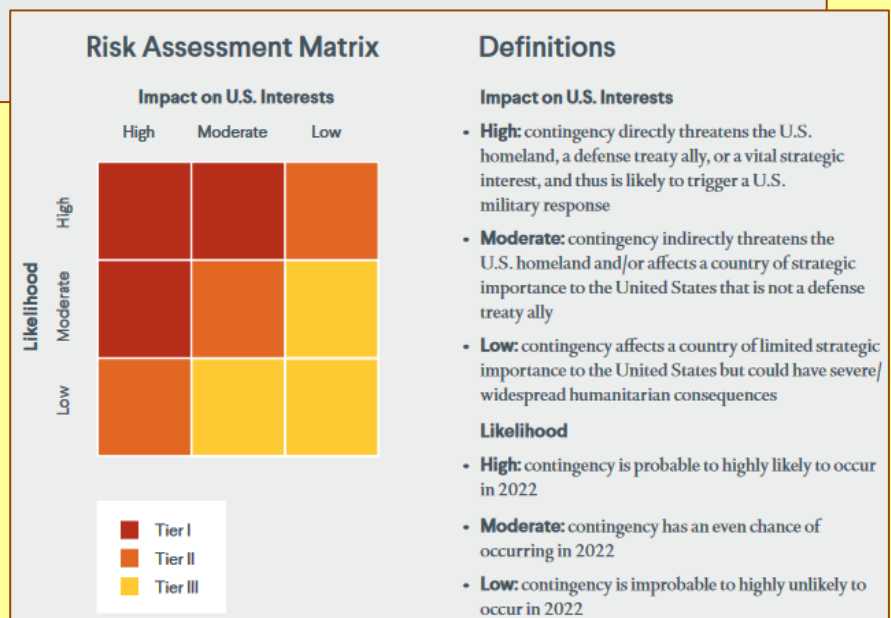 Risk Assessment Matrix
Impact on U.S. Interests
High Moderate Low
Likelihood
High
Moderate
Low
Tier I
Tier II
Tier III
Definitions
Impact on U.S. Interests
• High: contingency directly threatens the U.S.
homeland, a defense treaty ally, or a vital strategic
interest, and thus is likely to trigger a U.S.
military response
• Moderate: contingency indirectly threatens the
U.S. homeland and/or affects a country of strategic
importance to the United States that is not a defense
treaty ally
• Low: contingency affects a country of limited strategic
importance to the United States but could have severe/
widespread humanitarian consequences
Likelihood
• High: contingency is probable to highly likely to occur
in 2022
• Moderate: contingency has an even chance of
occurring in 2022
• Low: contingency is improbable to highly unlikely to
occur in 2022